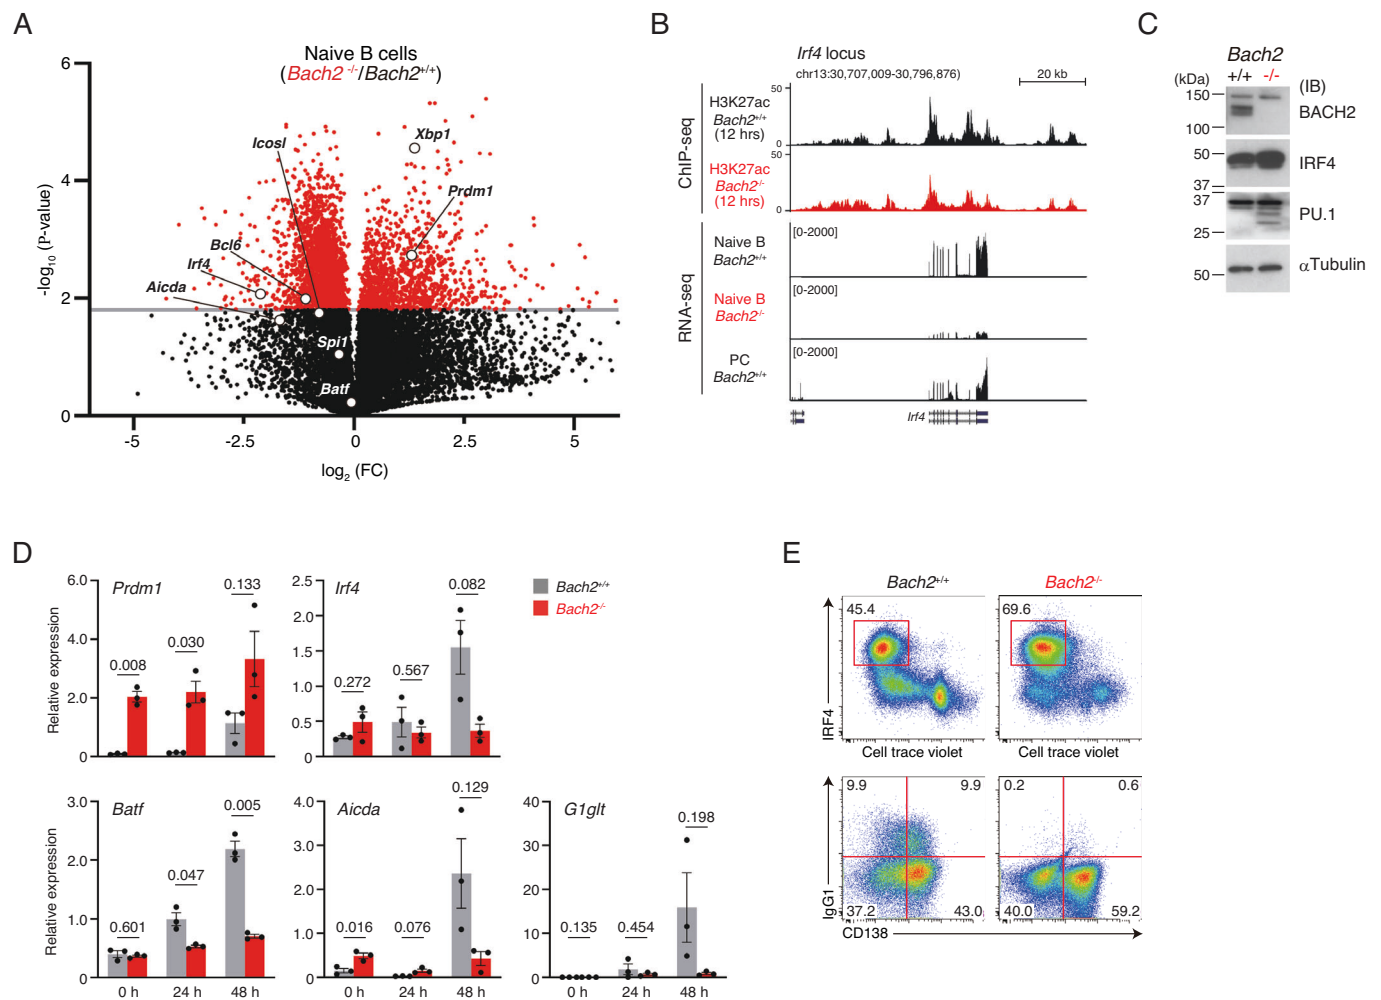 A
Naive B cells
(Bach2 -/-/Bach2+/+)
6
4
2
0
-log10 (P-value)
-5
-2.5
0
2.5
5
log2 (FC)
Xbp1
Icosl
Prdm1
Bcl6
Irf4
Aicda
Spi1
Batf
B
Irf4 locus
chr13:30,707,009-30,796,876)
20 kb
ChIP-seq
50
H3K27ac
Bach2+/+
(12 hrs)
0
50
H3K27ac
Bach2-/-
(12 hrs)
0
RNA-seq
Naive B
Bach2+/+
[0-2000]
Naive B
Bach2-/-
[0-2000]
PC
Bach2+/+
[0-2000]
Irf4
C
Bach2
(kDa)
+/+
-/-
(IB)
150
100
BACH2
50
37
IRF4
37
25
PU.1
50
αTubulin
D
Relative expression
6.0
4.0
2.0
0
Prdm1
0.008
0.030
0.133
2.5
2.0
1.5
1.0
0.5
0
Irf4
0.272
0.567
0.082
Bach2+/+
Bach2-/-
Relative expression
3.0
2.0
1.0
0
Batf
0.601
0.047
0.005
0 h
24 h
48 h
4.0
3.0
2.0
1.0
0
Aicda
0.016
0.076
0.129
0 h
24 h
48 h
40
30
20
10
0
G1glt
0.135
0.454
0.198
0 h
24 h
48 h
E
Bach2+/+
Bach2-/-
45.4
69.6
IRF4
Cell trace violet
Cell trace violet
9.9
9.9
37.2
43.0
0.2
0.6
40.0
59.2
IgG1
CD138